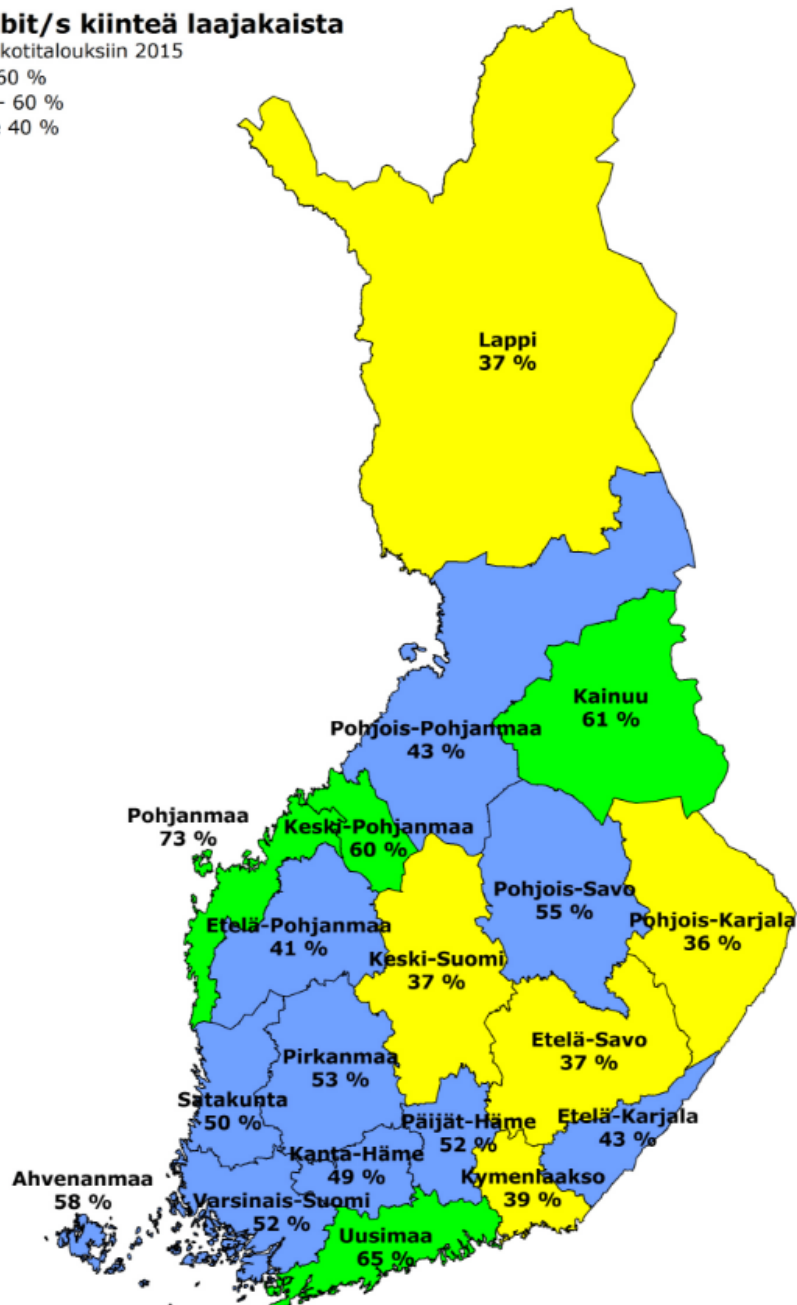 bit/s kiinteä laajakaista
kotitalouksiin 2015
60 %
- 60 %
40 %
Lappi
37 %
Kainuu
61 %
Pohjois-Pohjanmaa
43 %
Pohjanmaa
73 %
Keski-Pohjanmaa
60 %
Pohjois-Savo
55 %
Pohjois-Karjala
36 %
Etelä-Pohjanmaa
41 %
Keski-Suomi
37 %
Etelä-Savo
37 %
Pirkanmaa
53 %
Satakunta
50 %
Päijät-Häme
52 %
Etelä-Karjala
43 %
Kanta-Häme
49 %
Kymenlaakso
39 %
Ahvenanmaa
58 %
Varsinais-Suomi
52 %
Uusimaa
65 %